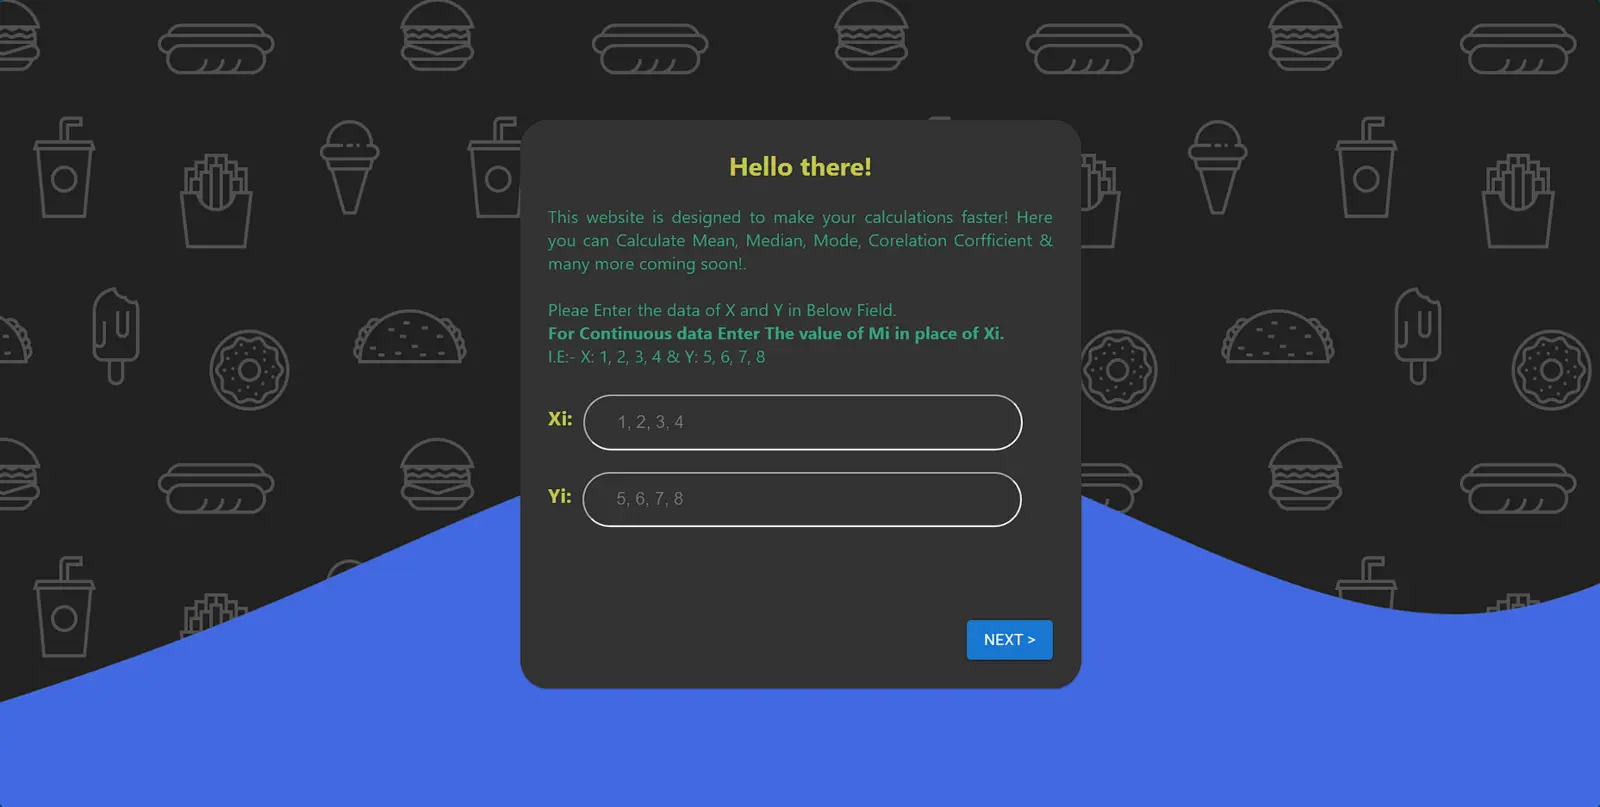 Hello there!
This website is designed to make your calculations faster! Here
you can Calculate Mean, Median, Mode, Corelation Corfficient &
many more coming soon!.
Pleae Enter the data of X and Y in Below Field.
For Continuous data Enter The value of Mi in place of Xi.
I.E:- X: 1, 2, 3, 4 & Y: 5, 6, 7, 8
Xi: 1, 2, 3, 4
Yi: 5, 6, 7, 8
NEXT >